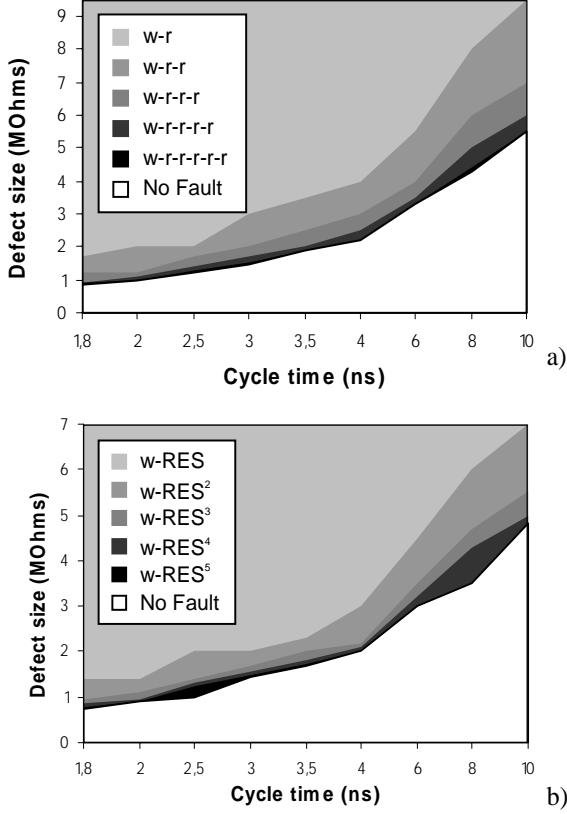 9
8
7
6
5
4
3
2
1
0
Defect size (MOhms)
w-r
w-r-r
w-r-r-r
w-r-r-r-r
w-r-r-r-r-r
No Fault
1,8 2 2,5 3 3,5 4 6 8 10
Cycle time (ns)
a)
7
6
5
4
3
2
1
0
Defect size (MOhms)
w-RES
w-RES²
w-RES³
w-RES⁴
w-RES⁵
No Fault
1,8 2 2,5 3 3,5 4 6 8 10
Cycle time (ns)
b)